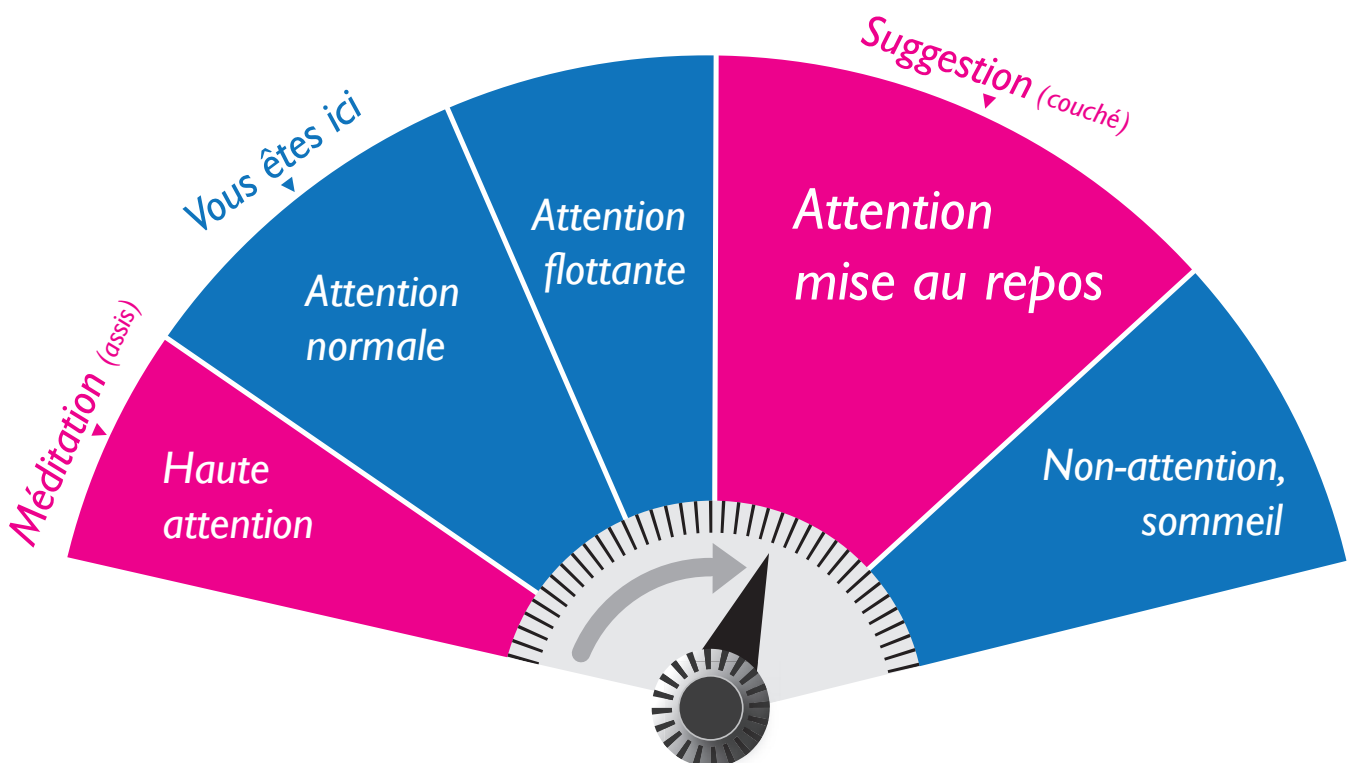 Méditation (assis)
Haute
attention
Vous êtes ici
Attention
normale
Attention
flottante
Suggestion (couché)
Attention
mise au repos
Non-attention,
sommeil